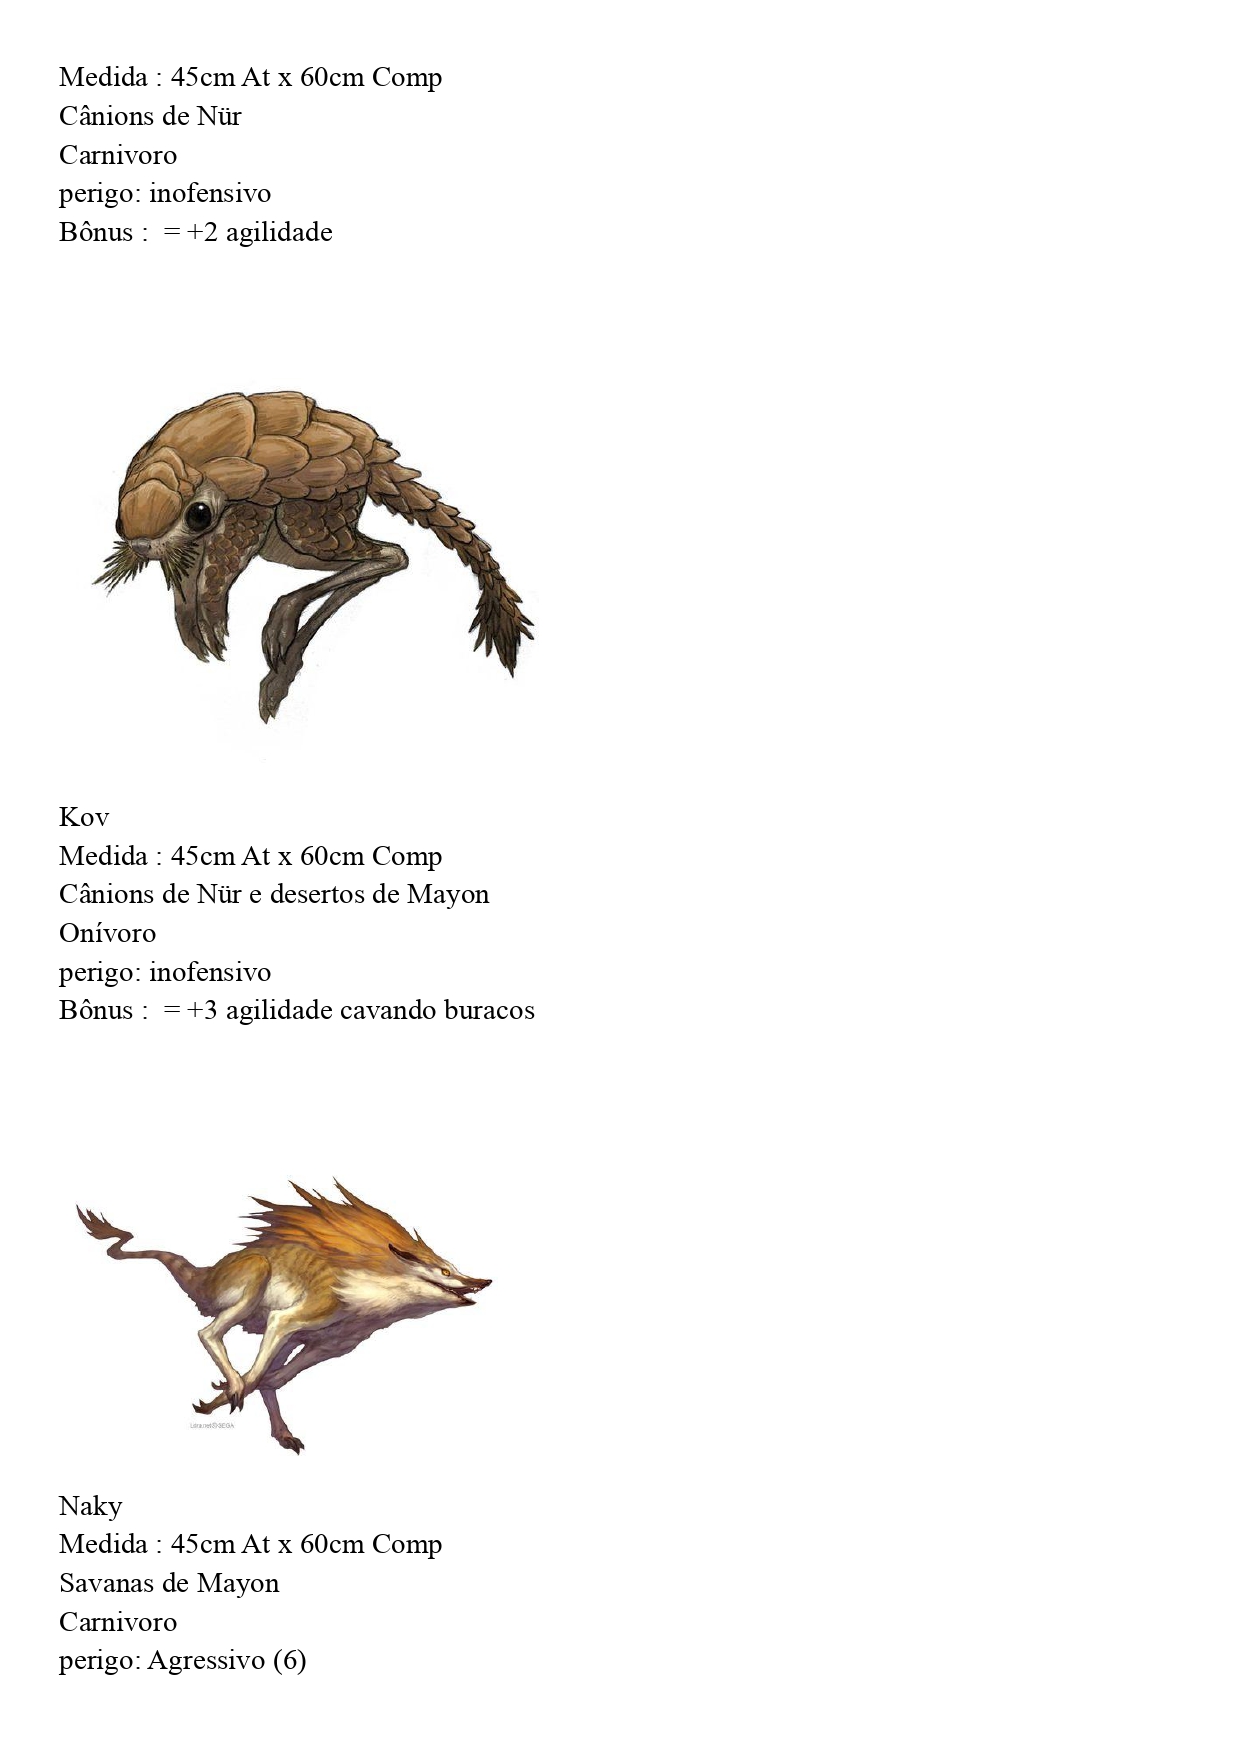 Medida : 45cm At x 60cm Comp
Cânions de Nür
Carnivoro
perigo: inofensivo
Bônus :  = +2 agilidade
Kov
Medida : 45cm At x 60cm Comp
Cânions de Nür e desertos de Mayon
Onívoro
perigo: inofensivo
Bônus :  = +3 agilidade cavando buracos
Naky
Medida : 45cm At x 60cm Comp
Savanas de Mayon
Carnivoro
perigo: Agressivo (6)